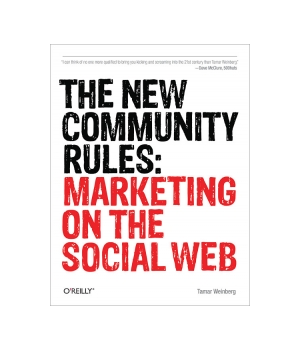 "I can think of no one more qualified to bring you kicking and screaming into the 21st century than Tamar Weinberg."
—Dave McClure, 500Hats
THE NEW
COMMUNITY
RULES:
MARKETING
ON THE
SOCIAL WEB
O'REILLY®
Tamar Weinberg